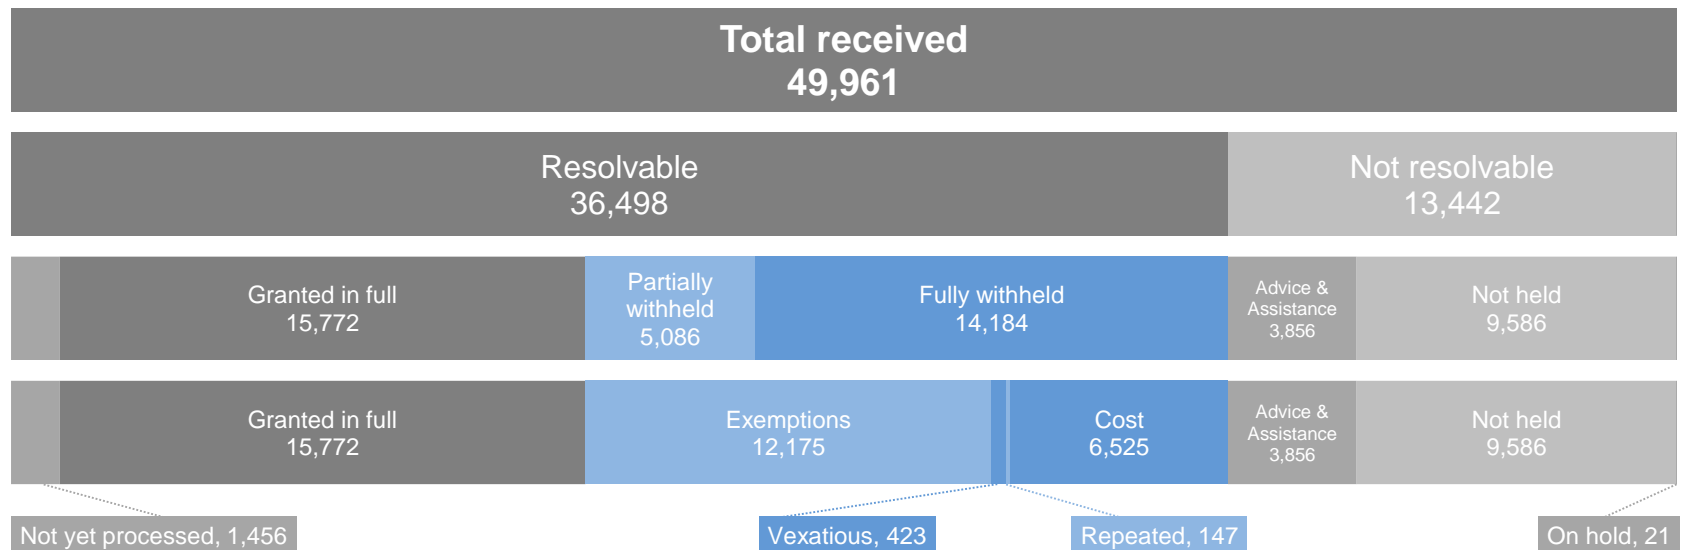 Total received
49,961
Resolvable
36,498
Not resolvable
13,442
Granted in full
15,772
Partially
withheld
5,086
Fully withheld
14,184
Advice &
Assistance
3,856
Not held
9,586
Granted in full
15,772
Exemptions
12,175
Cost
6,525
Advice &
Assistance
3,856
Not held
9,586
Not yet processed, 1,456
Vexatious, 423
Repeated, 147
On hold, 21